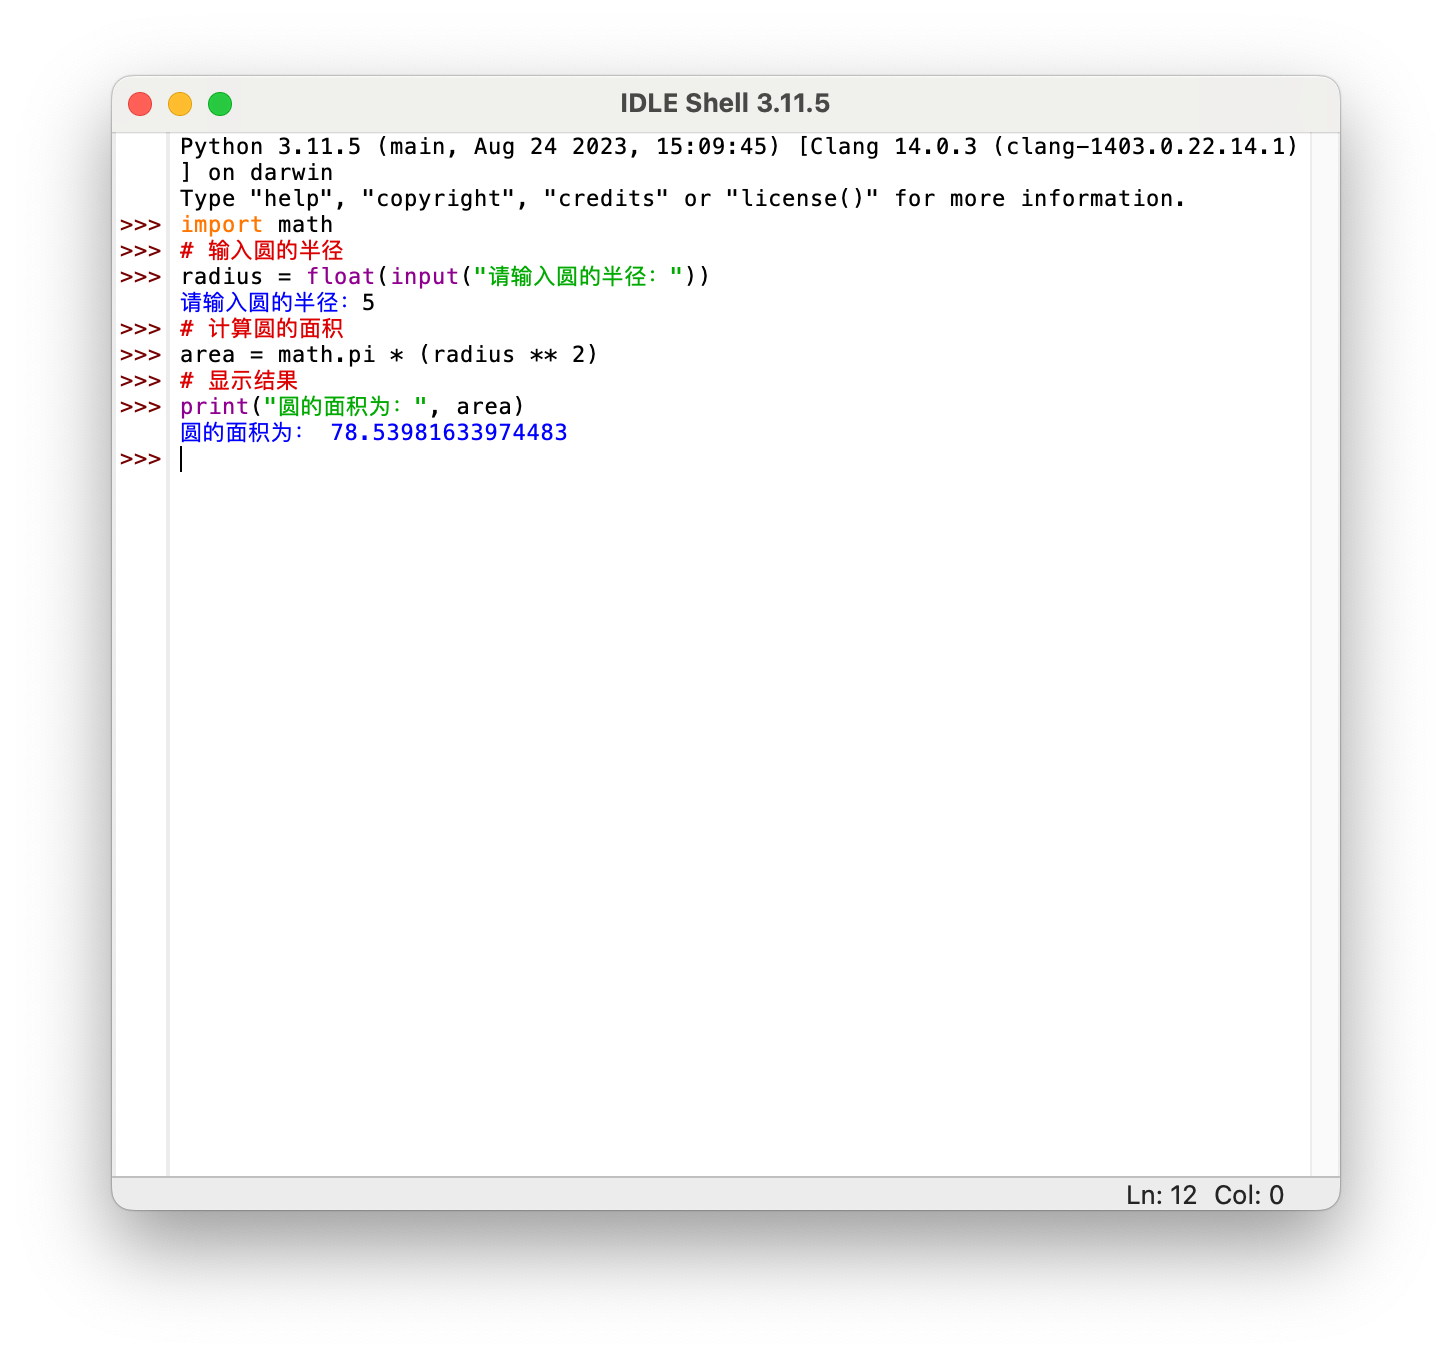 IDLE Shell 3.11.5
Python 3.11.5 (main, Aug 24 2023, 15:09:45) [Clang 14.0.3 (clang-1403.0.22.14.1)
] on darwin
Type "help", "copyright", "credits" or "license()" for more information.
>>> import math
>>> # 输入圆的半径
>>> radius = float(input("请输入圆的半径："))
请输入圆的半径：5
>>> # 计算圆的面积
>>> area = math.pi * (radius ** 2)
>>> # 显示结果
>>> print("圆的面积为：", area)
圆的面积为： 78.53981633974483
>>>
Ln: 12 Col: 0